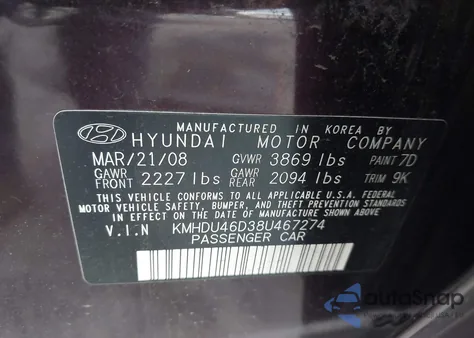 MANUFACTURED IN KOREA BY
HYUNDAI MOTOR COMPANY
MAR/21/08 GVWR 3869 lbs PAINT 7D
GAWR FRONT 2227 lbs GAWR REAR 2094 lbs TRIM 9K
THIS VEHICLE CONFORMS TO ALL APPLICABLE U.S.A. FEDERAL
MOTOR VEHICLE SAFETY, BUMPER, AND THEFT PREVENTION STANDARDS
IN EFFECT ON THE DATE OF MANUFACTURE SHOWN ABOVE.
V.I.N KMHDU46D38U467274
PASSENGER CAR
autoSnap